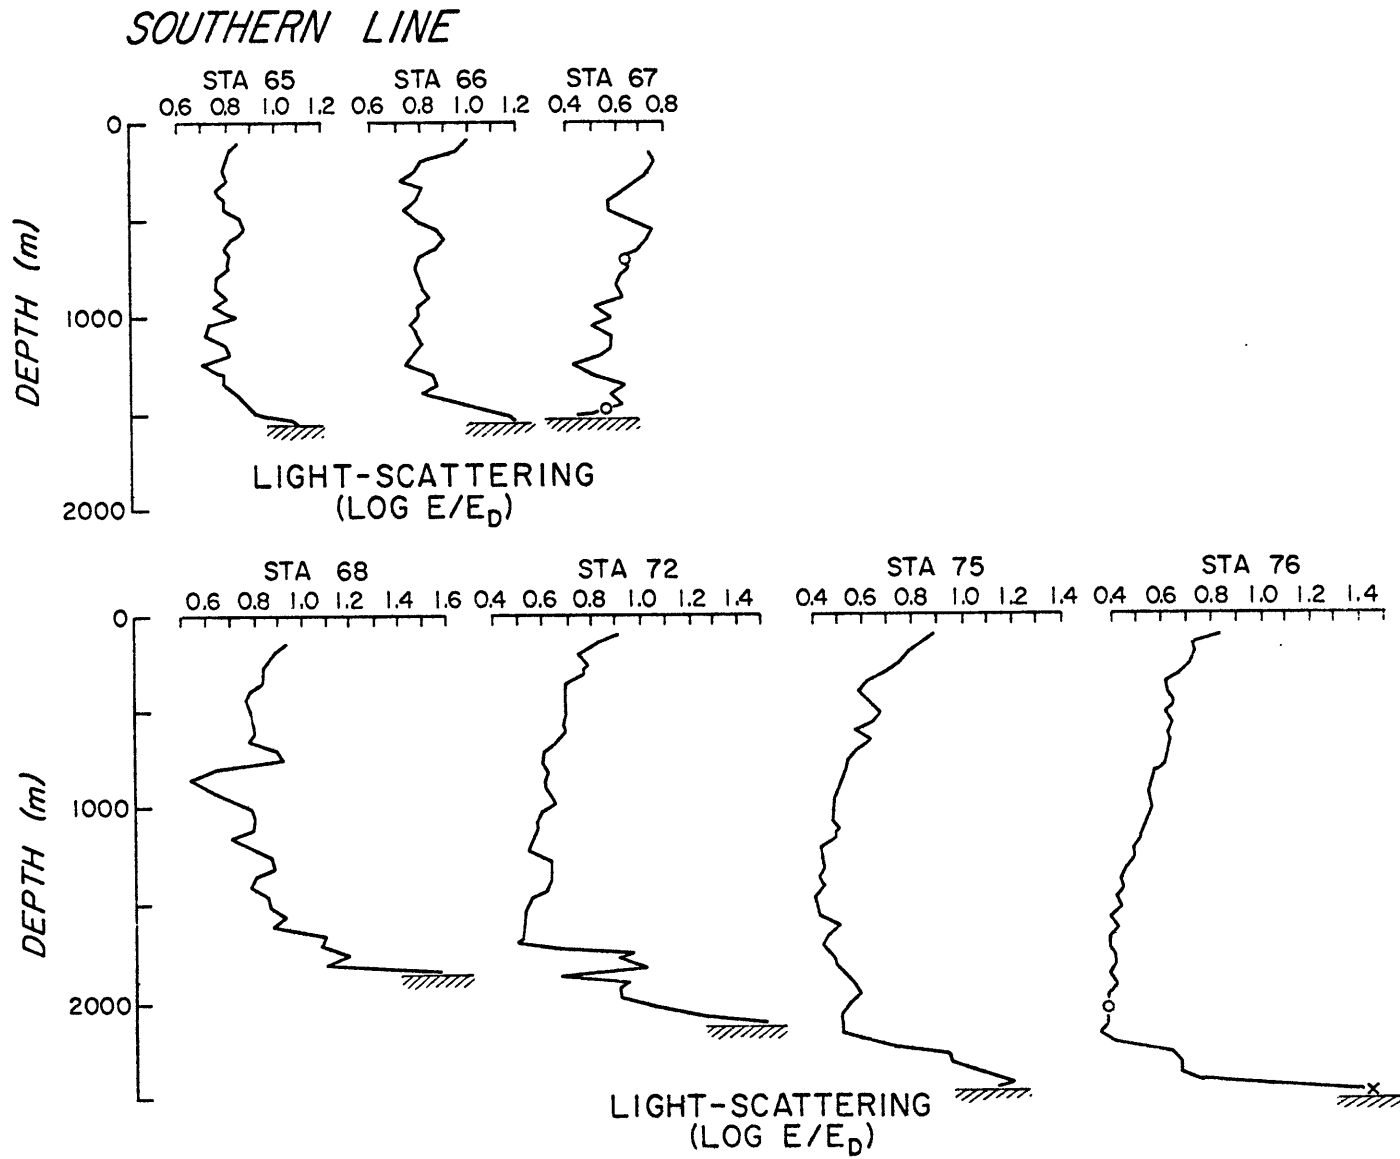 SOUTHERN LINE
STA 65 STA 66 STA 67
0.6 0.8 1.0 1.2 0.6 0.8 1.0 1.2 0.4 0.6 0.8
0
DEPTH (m)
1000
2000
LIGHT-SCATTERING
(LOG E/E_D)
STA 68 STA 72 STA 75 STA 76
0.6 0.8 1.0 1.2 1.4 1.6 0.4 0.6 0.8 1.0 1.2 1.4 0.4 0.6 0.8 1.0 1.2 1.4 0.4 0.6 0.8 1.0 1.2 1.4
0
DEPTH (m)
1000
2000
LIGHT-SCATTERING
(LOG E/E_D)